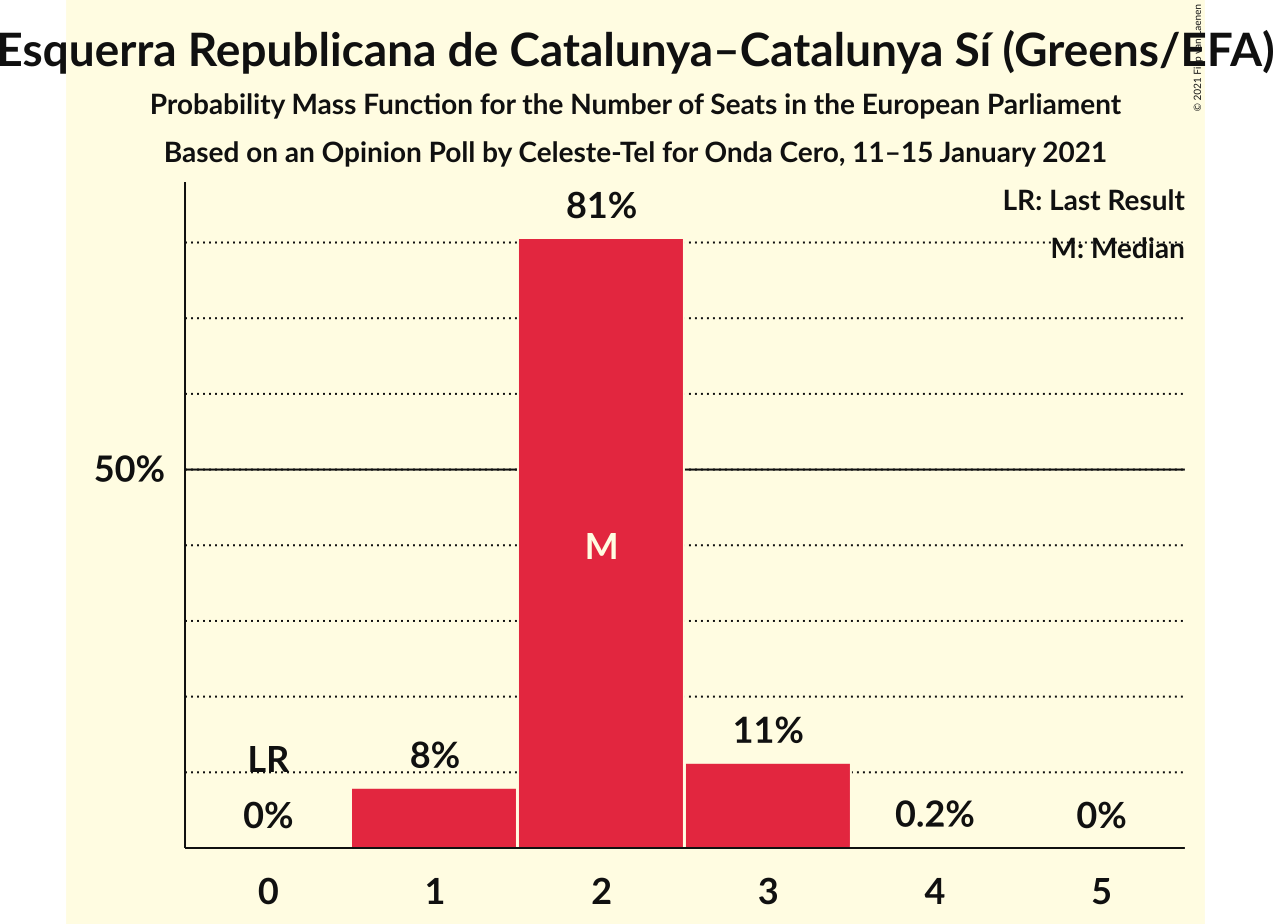 Esquerra Republicana de Catalunya–Catalunya Sí (Greens/EFA)
Probability Mass Function for the Number of Seats in the European Parliament
Based on an Opinion Poll by Celeste-Tel for Onda Cero, 11–15 January 2021
© 2021
LR: Last Result
M: Median
81%
50%
M
11%
LR
8%
0%
0.2%
0%
0 1 2 3 4 5